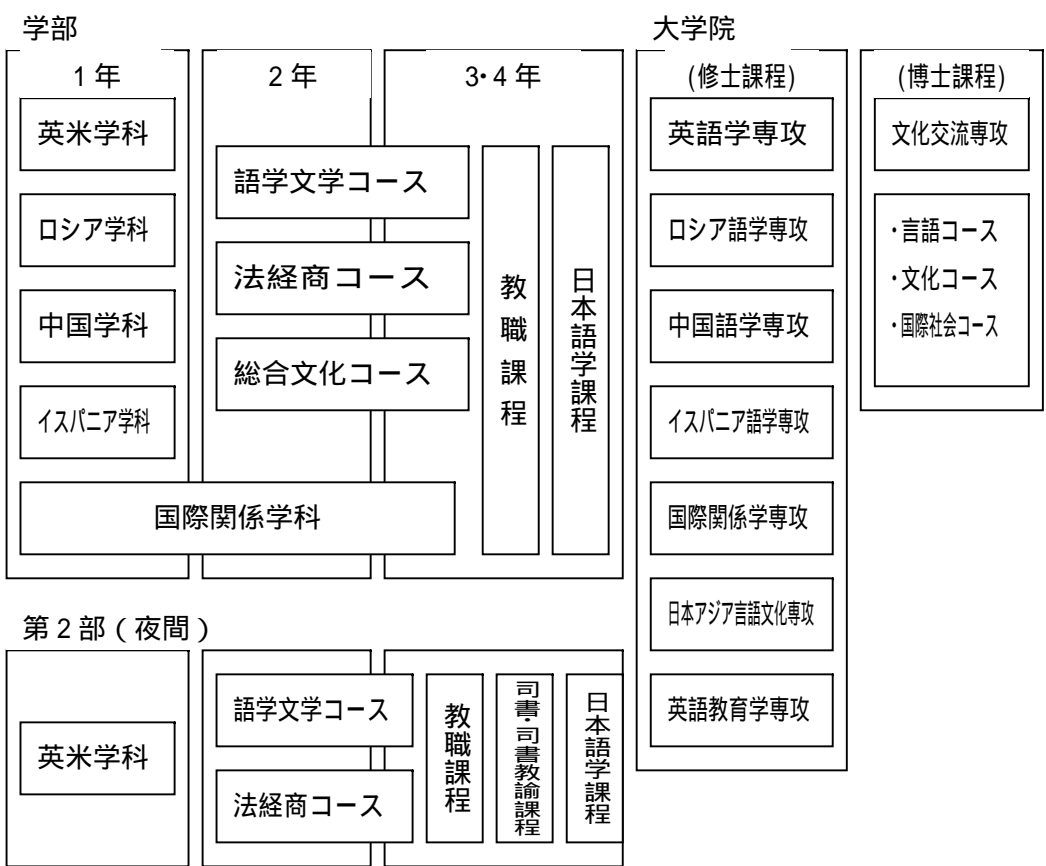 学部
1年
2年
3・4年
英米学科
ロシア学科
中国学科
イスパニア学科
語学文学コース
法経商コース
総合文化コース
国際関係学科
教職課程
日本語学課程
大学院
(修士課程)
英語学専攻
ロシア語学専攻
中国語学専攻
イスパニア語学専攻
国際関係学専攻
日本アジア言語文化専攻
英語教育学専攻
(博士課程)
文化交流専攻
・言語コース
・文化コース
・国際社会コース
第2部（夜間）
英米学科
語学文学コース
法経商コース
教職課程
司書・司書教諭課程
日本語学課程